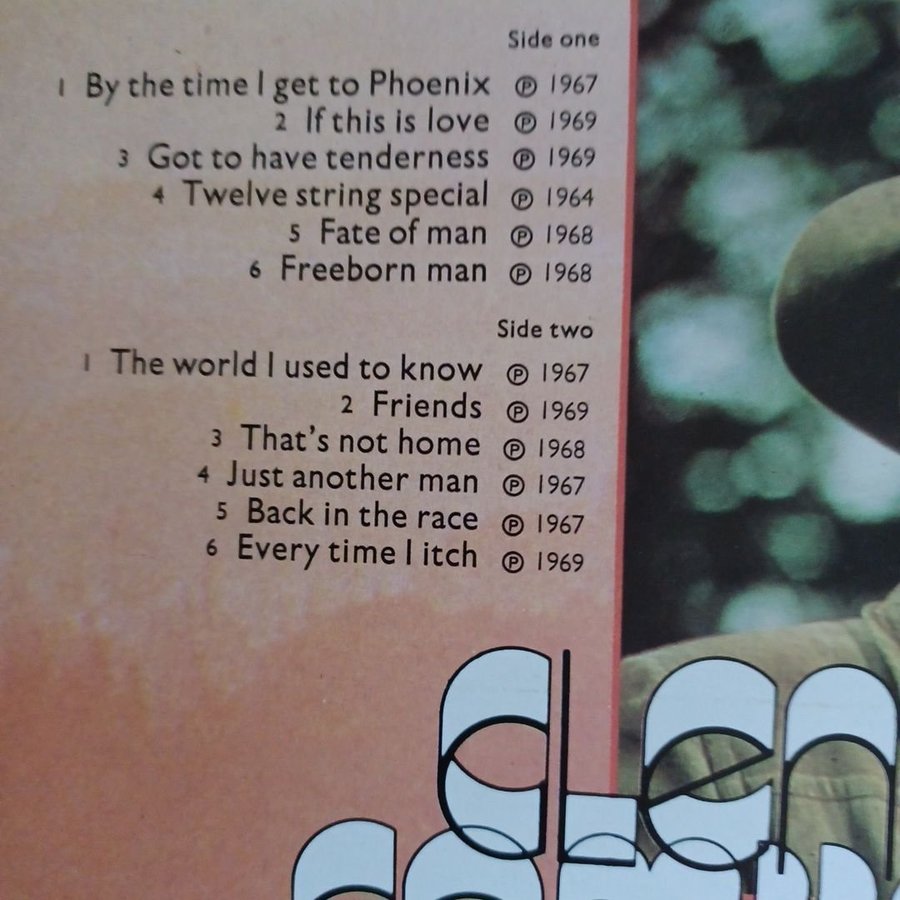 Side one
1 By the time I get to Phoenix ℗ 1967
2 If this is love ℗ 1969
3 Got to have tenderness ℗ 1969
4 Twelve string special ℗ 1964
5 Fate of man ℗ 1968
6 Freeborn man ℗ 1968
Side two
1 The world I used to know ℗ 1967
2 Friends ℗ 1969
3 That's not home ℗ 1968
4 Just another man ℗ 1967
5 Back in the race ℗ 1967
6 Every time I itch ℗ 1969
GLen